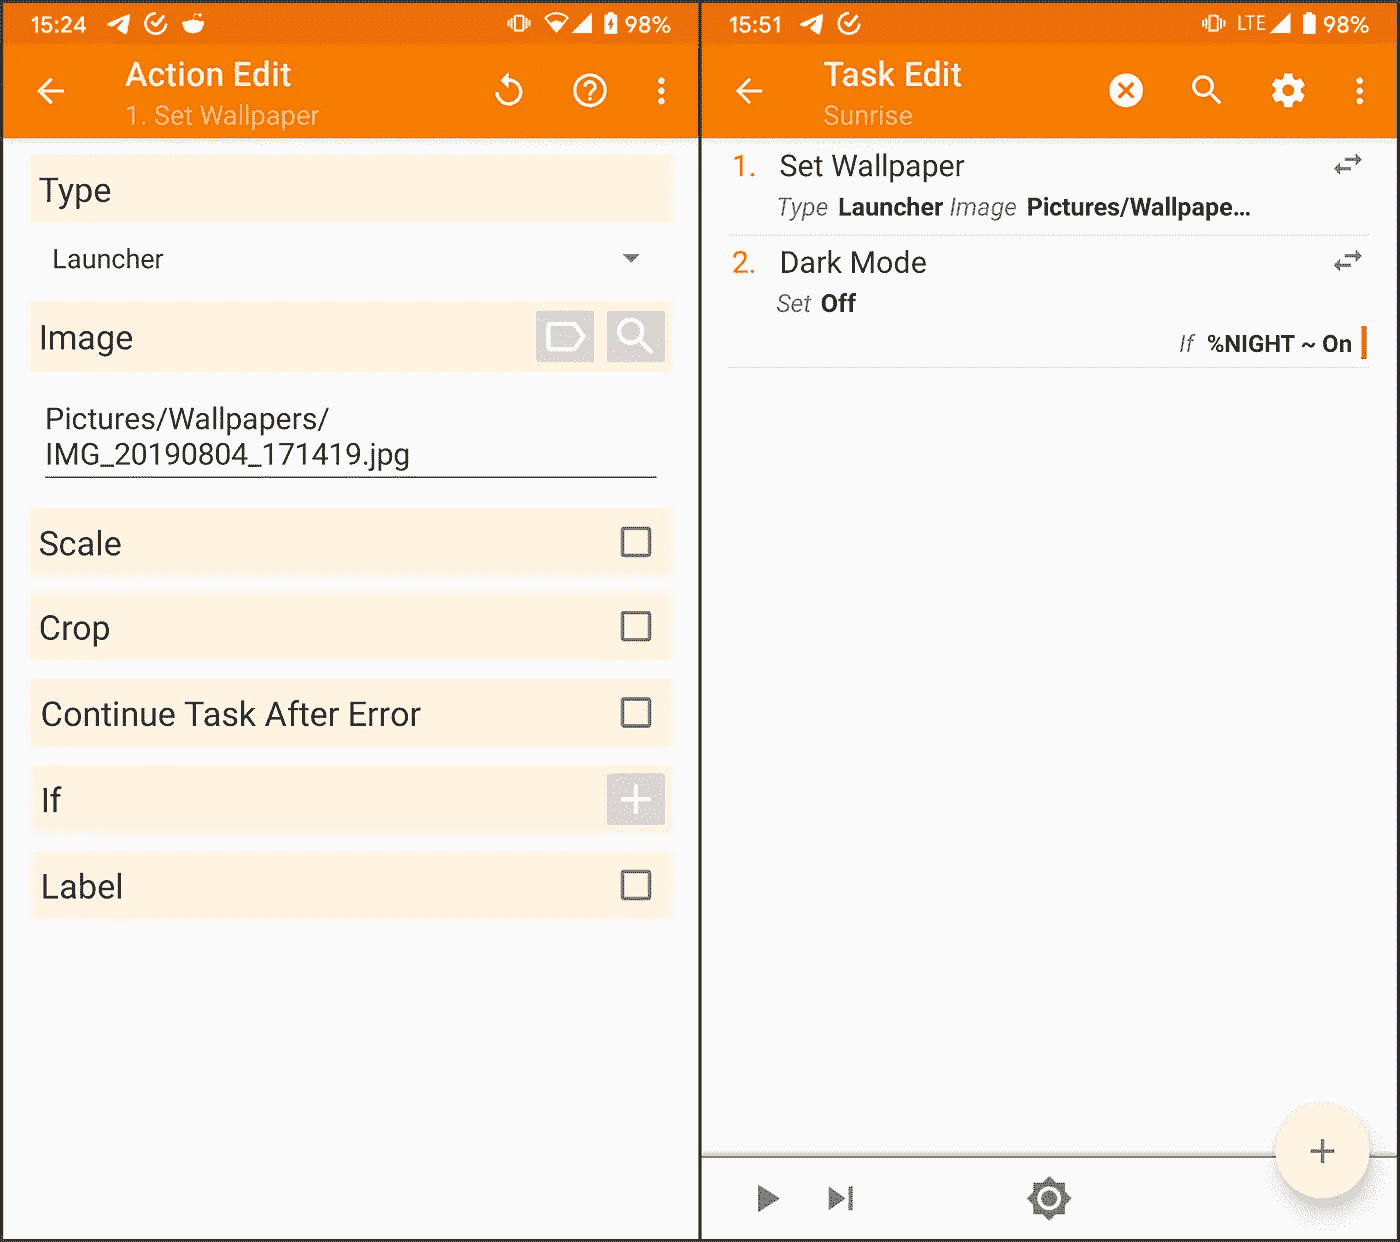 15:24
98%
Action Edit
1. Set Wallpaper
Type
Launcher
Image
Pictures/Wallpapers/
IMG_20190804_171419.jpg
Scale
Crop
Continue Task After Error
If
Label
15:51
LTE
98%
Task Edit
Sunrise
1. Set Wallpaper
Type Launcher Image Pictures/Wallpape...
2. Dark Mode
Set Off
If %NIGHT ~ On